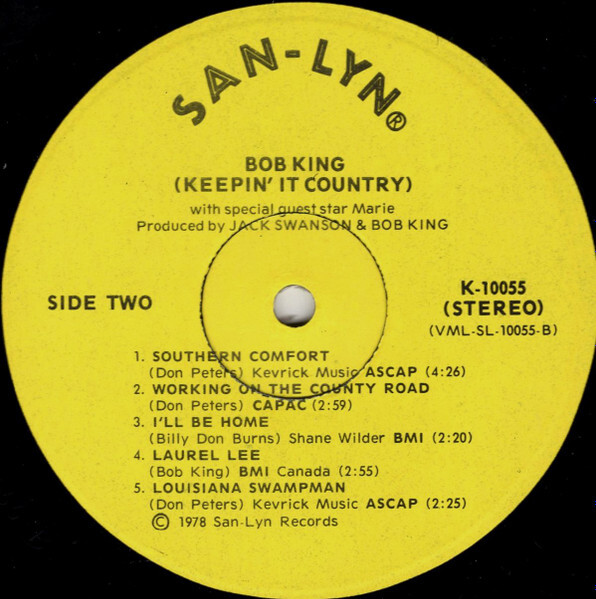 SAN-LYN®
BOB KING
(KEEPIN' IT COUNTRY)
with special guest star Marie
Produced by JACK SWANSON & BOB KING
SIDE TWO
K-10055
(STEREO)
(VML-SL-10055-B)
1. SOUTHERN COMFORT
(Don Peters) Kevrick Music ASCAP (4:26)
2. WORKING ON THE COUNTY ROAD
(Don Peters) CAPAC (2:59)
3. I'LL BE HOME
(Billy Don Burns) Shane Wilder BMI (2:20)
4. LAUREL LEE
(Bob King) BMI Canada (2:55)
5. LOUISIANA SWAMPMAN
(Don Peters) Kevrick Music ASCAP (2:25)
© 1978 San-Lyn Records